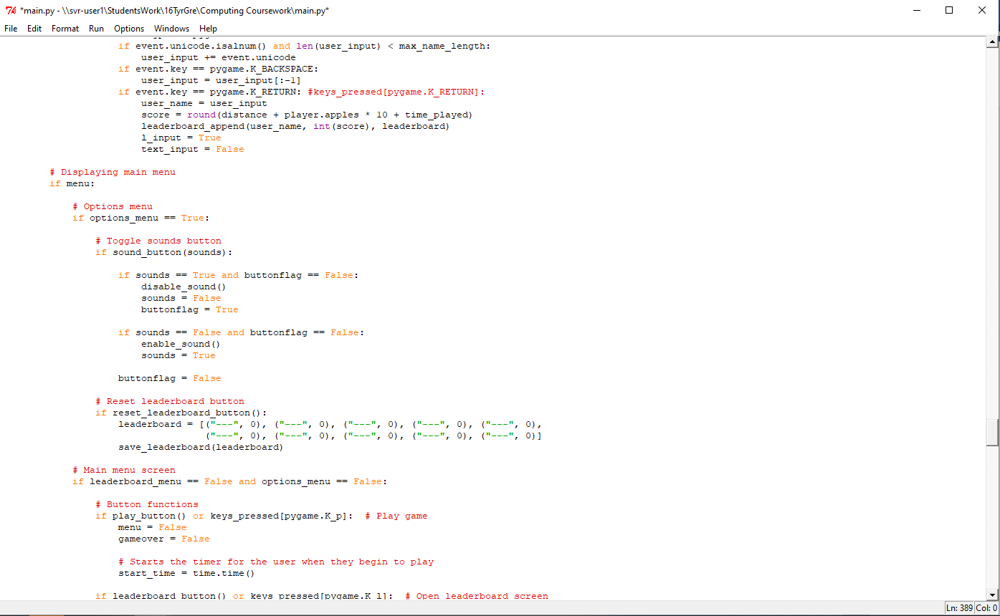 *main.py - \\svr-user1\StudentsWork\16TyrGre\Computing Coursework\main.py*
File Edit Format Run Options Windows Help
if event.unicode.isalnum() and len(user_input) < max_name_length:
user_input += event.unicode
if event.key == pygame.K_BACKSPACE:
user_input = user_input[:-1]
if event.key == pygame.K_RETURN: #keys_pressed[pygame.K_RETURN]:
user_name = user_input
score = round(distance + player.apples * 10 + time_played)
leaderboard_append(user_name, int(score), leaderboard)
l_input = True
text_input = False
# Displaying main menu
if menu:
# Options menu
if options_menu == True:
# Toggle sounds button
if sound_button(sounds):
if sounds == True and buttonflag == False:
disable_sound()
sounds = False
buttonflag = True
if sounds == False and buttonflag == False:
enable_sound()
sounds = True
buttonflag = False
# Reset leaderboard button
if reset_leaderboard_button():
leaderboard = [("---", 0), ("---", 0), ("---", 0), ("---", 0), ("---", 0),
("---", 0), ("---", 0), ("---", 0), ("---", 0), ("---", 0)]
save_leaderboard(leaderboard)
# Main menu screen
if leaderboard_menu == False and options_menu == False:
# Button functions
if play_button() or keys_pressed[pygame.K_p]:  # Play game
menu = False
gameover = False
# Starts the timer for the user when they begin to play
start_time = time.time()
if leaderboard_button() or keys_pressed[pygame.K_l]:  # Open leaderboard screen
Ln: 389 Col: 0